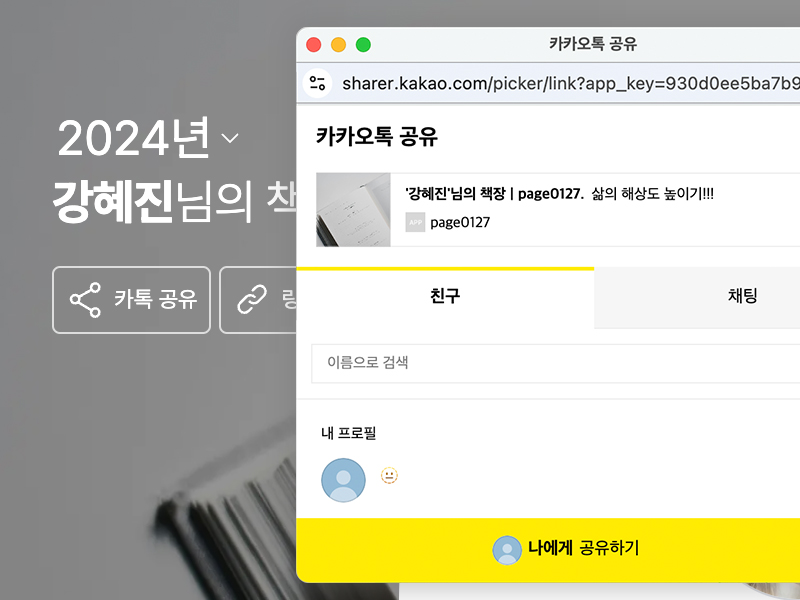 카카오톡 공유
sharer.kakao.com/picker/link?app_key=930d0ee5ba7b9
카카오톡 공유
'강혜진'님의 책장 | page0127. 삶의 해상도 높이기!!!
APP page0127
친구
채팅
이름으로 검색
내 프로필
나에게 공유하기
2024년
강혜진님의 책
카톡 공유
링